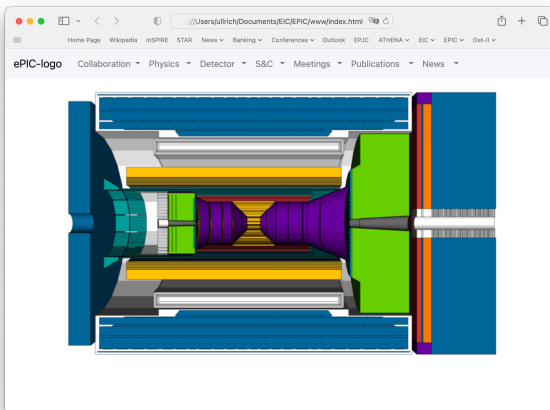 ///Users/ullrich/Documents/EIC/EPIC/www/index.html
Home Page Wikipedia inSPIRE STAR News Banking Conferences Outlook EPJC ATHENA EIC EPIC Det-II
ePIC-logo Collaboration Physics Detector S&C Meetings Publications News